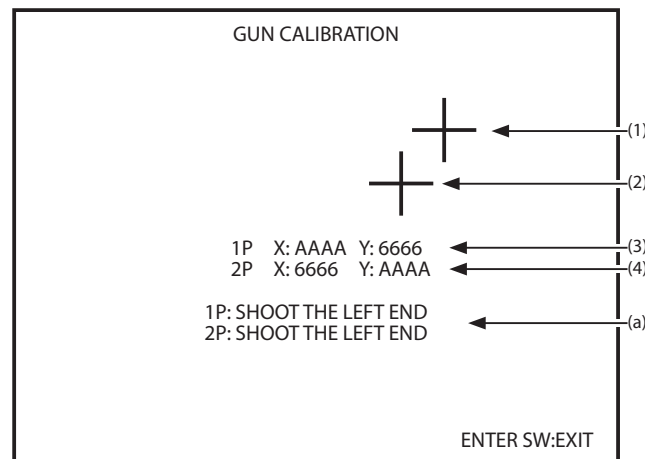 GUN CALIBRATION
(1)
(2)
1P X: AAAA Y: 6666 (3)
2P X: 6666 Y: AAAA (4)
1P: SHOOT THE LEFT END
2P: SHOOT THE LEFT END
(a)
ENTER SW:EXIT